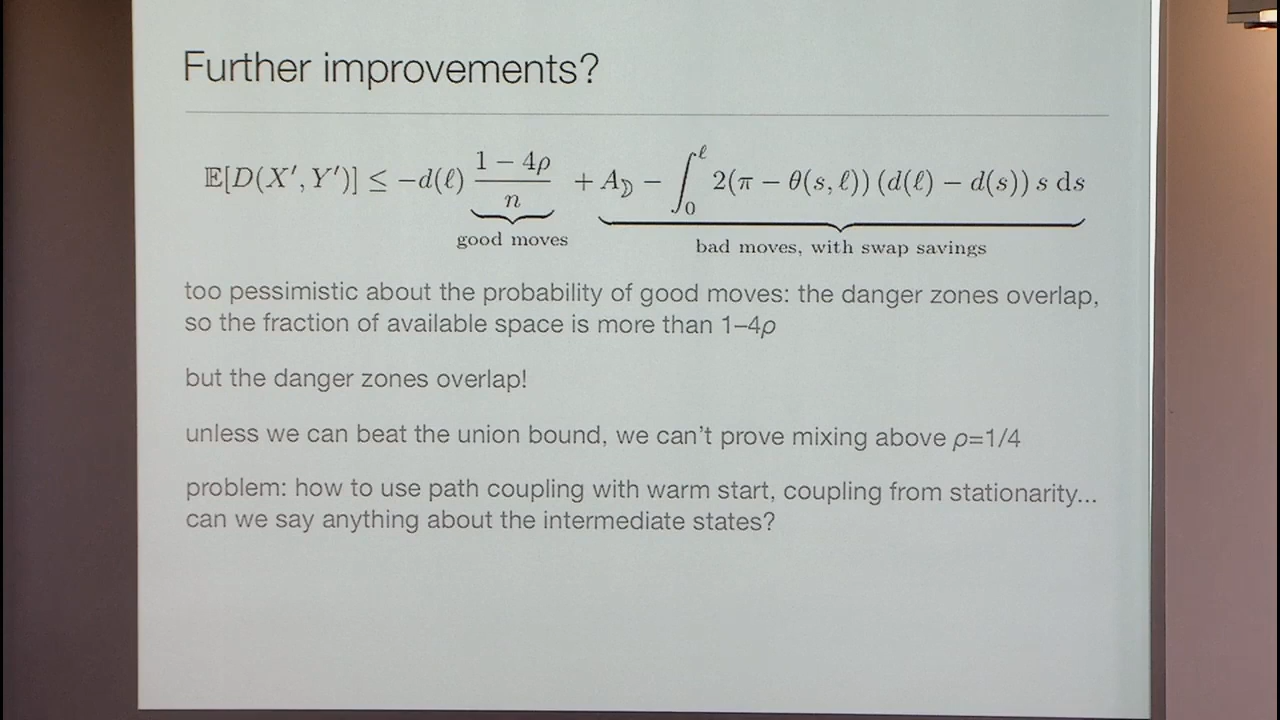 Further improvements?
𝔼[D(X′, Y′)] ≤ −d(ℓ) (1 − 4ρ)/n + A_𝔻 − ∫₀^ℓ 2(π − θ(s, ℓ)) (d(ℓ) − d(s)) s ds
good moves
bad moves, with swap savings
too pessimistic about the probability of good moves: the danger zones overlap,
so the fraction of available space is more than 1–4ρ
but the danger zones overlap!
unless we can beat the union bound, we can't prove mixing above ρ=1/4
problem: how to use path coupling with warm start, coupling from stationarity...
can we say anything about the intermediate states?